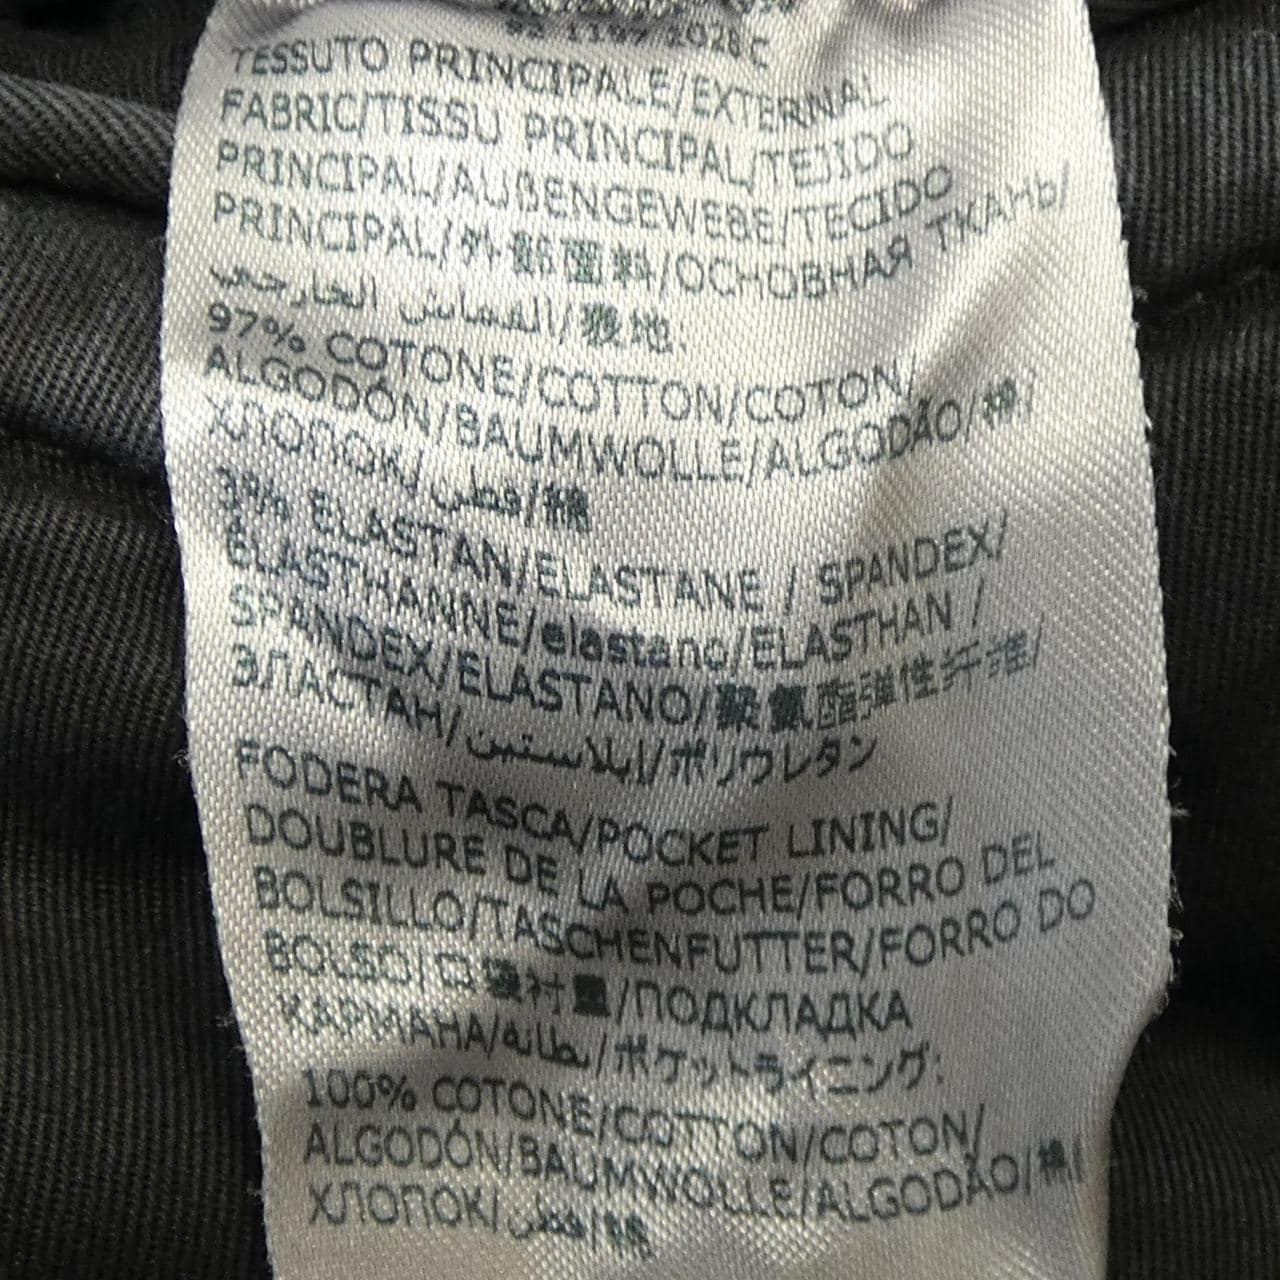 TESSUTO PRINCIPALE/EXTERNAL
FABRIC/TISSU PRINCIPAL/TEJIDO
PRINCIPAL/AUßENGEWEBE/TECIDO
PRINCIPAL/外部面料/ОСНОВНАЯ ТКАНЬ/
القماش الخارجي/表地:
97% COTONE/COTTON/COTON/
ALGODÓN/BAUMWOLLE/ALGODÃO/棉/
ХЛОПОК/قطن/綿
3% ELASTAN/ELASTANE / SPANDEX/
ELASTHANNE/elastano/ELASTHAN /
SPANDEX/ELASTANO/聚氨酯弹性纤维/
ЭЛАСТАН/إيلاستين/ポリウレタン
FODERA TASCA/POCKET LINING/
DOUBLURE DE LA POCHE/FORRO DEL
BOLSILLO/TASCHENFUTTER/FORRO DO
BOLSO/口袋衬里/ПОДКЛАДКА
КАРМАНА/بطانه/ポケットライニング:
100% COTONE/COTTON/COTON/
ALGODÓN/BAUMWOLLE/ALGODÃO/棉/
ХЛОПОК/قطن/綿